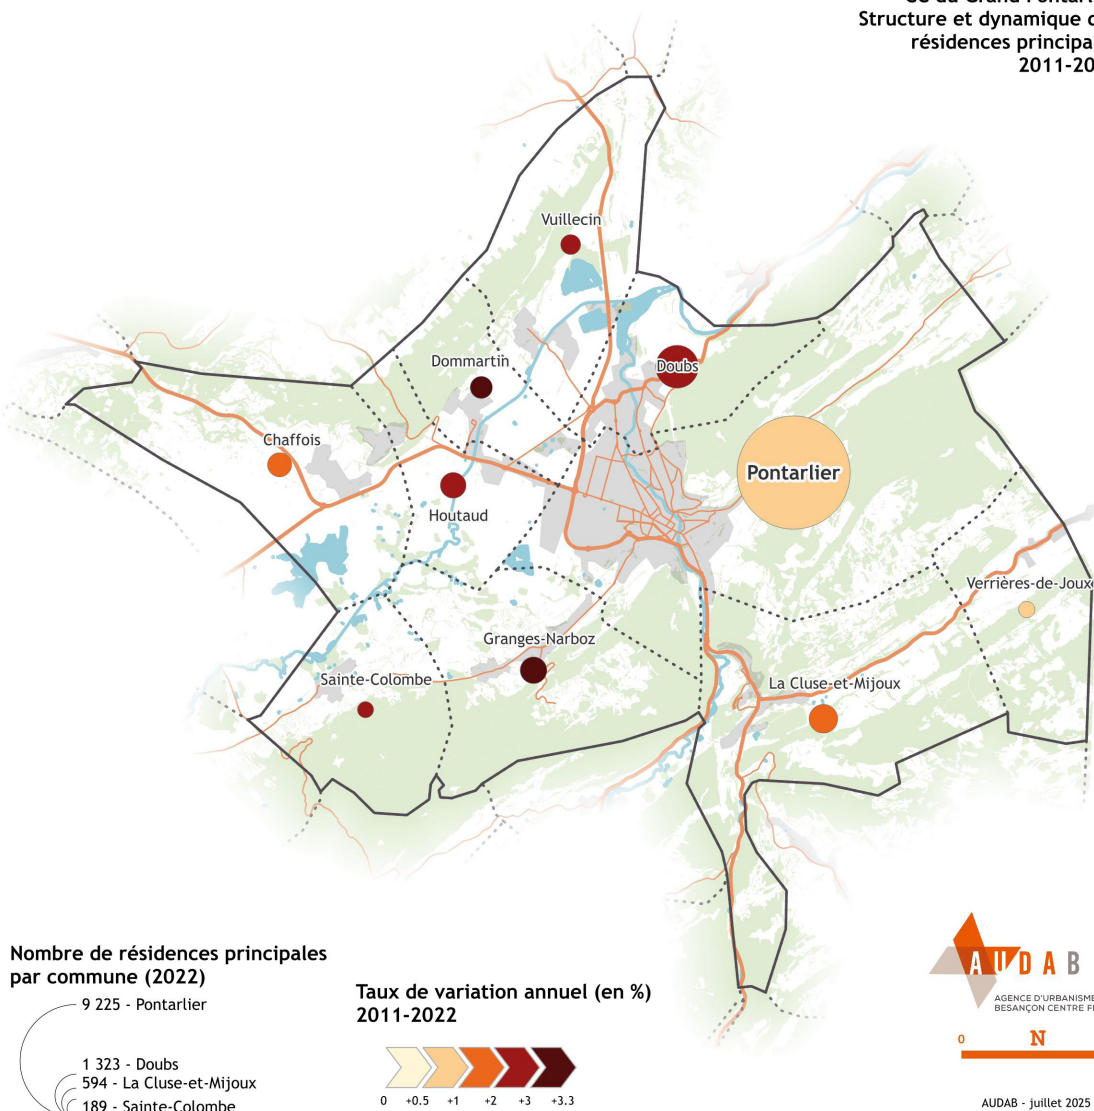 Structure et dynamique
résidences principa
2011-20
Vuillecin
Dommartin
Doubs
Chaffois
Pontarlier
Houtaud
Verrières-de-Joux
Granges-Narboz
Sainte-Colombe
La Cluse-et-Mijoux
Nombre de résidences principales
par commune (2022)
9 225 - Pontarlier
1 323 - Doubs
594 - La Cluse-et-Mijoux
189 - Sainte-Colombe
Taux de variation annuel (en %)
2011-2022
0 +0.5 +1 +2 +3 +3.3
AUDAB
AGENCE D'URBANISME
BESANÇON CENTRE F
0 N
AUDAB - juillet 2025